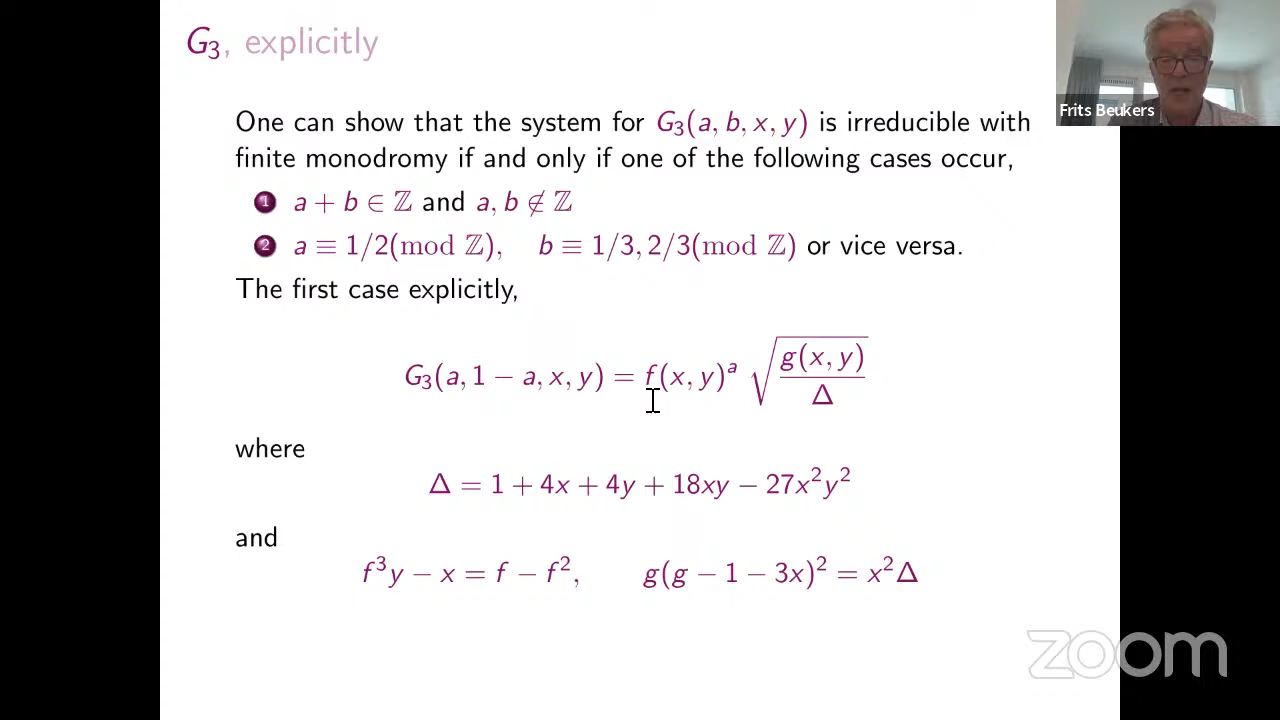 G₃, explicitly
Frits Beukers
One can show that the system for G₃(a, b, x, y) is irreducible with
finite monodromy if and only if one of the following cases occur,
1 a + b ∈ ℤ and a, b ∉ ℤ
2 a ≡ 1/2(mod ℤ), b ≡ 1/3, 2/3(mod ℤ) or vice versa.
The first case explicitly,
G₃(a, 1 − a, x, y) = f(x, y)ᵃ √(g(x, y)/Δ)
where
Δ = 1 + 4x + 4y + 18xy − 27x²y²
and
f³y − x = f − f², g(g − 1 − 3x)² = x²Δ
zoom